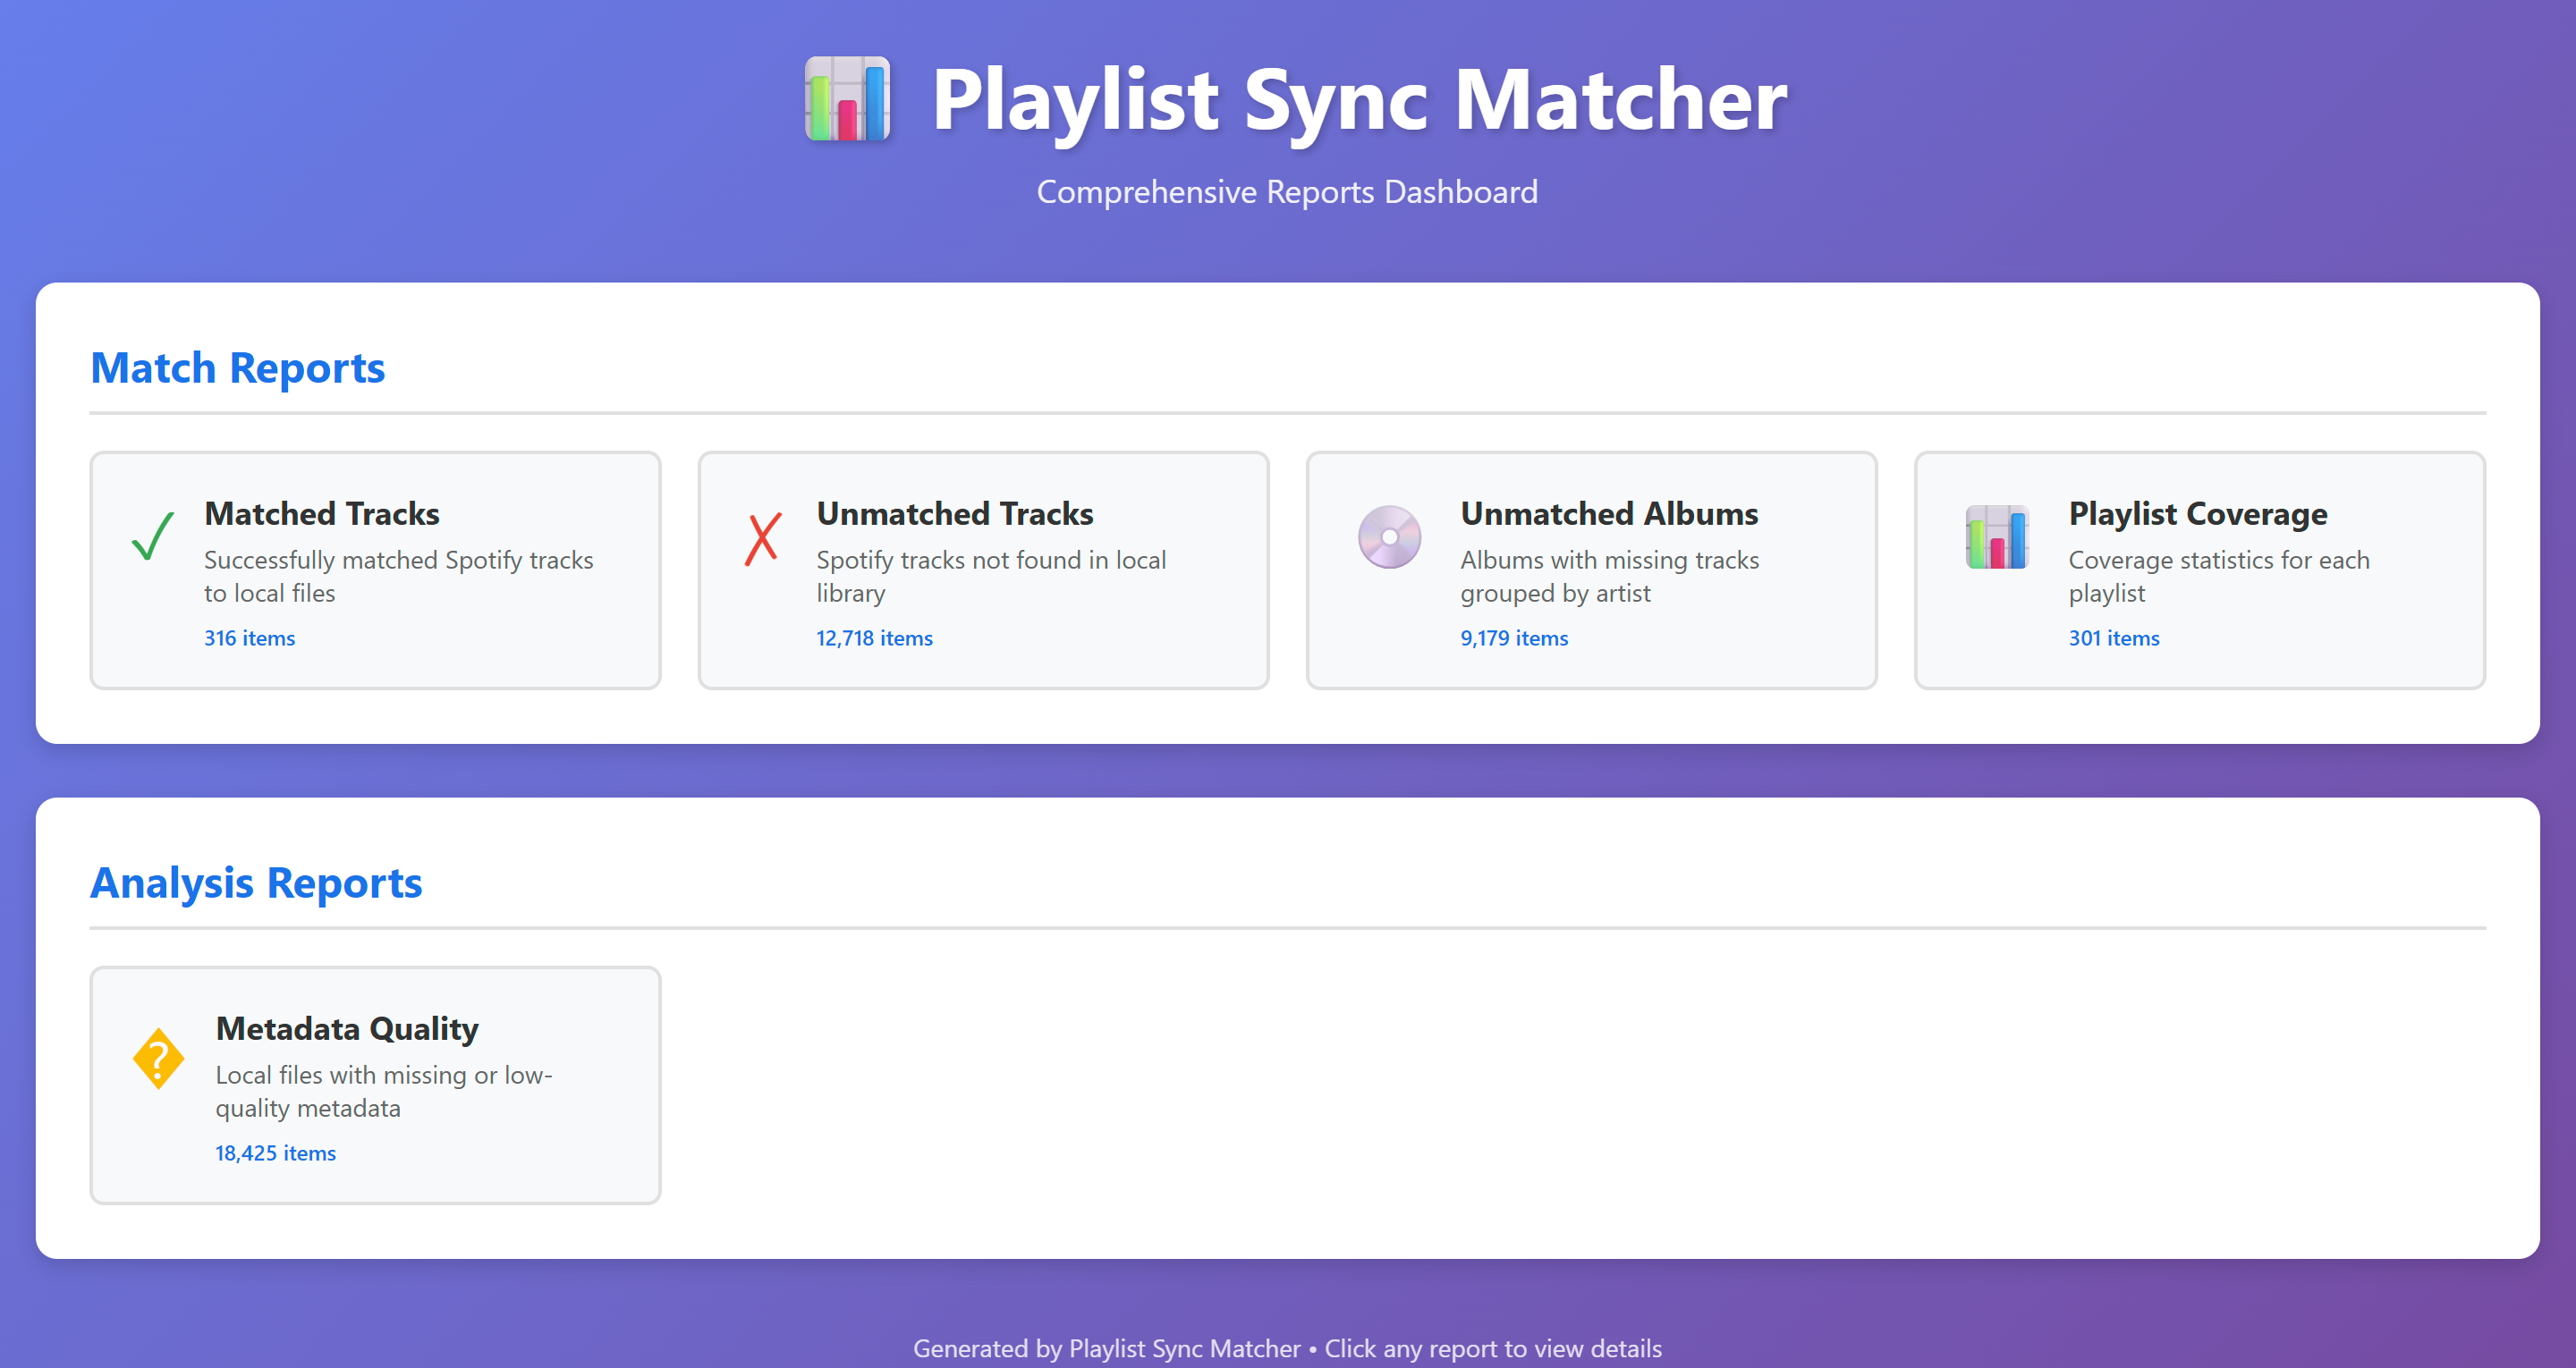 Playlist Sync Matcher
Comprehensive Reports Dashboard
Match Reports
Matched Tracks
Successfully matched Spotify tracks
to local files
316 items
Unmatched Tracks
Spotify tracks not found in local
library
12,718 items
Unmatched Albums
Albums with missing tracks
grouped by artist
9,179 items
Playlist Coverage
Coverage statistics for each
playlist
301 items
Analysis Reports
Metadata Quality
Local files with missing or low-
quality metadata
18,425 items
Generated by Playlist Sync Matcher • Click any report to view details